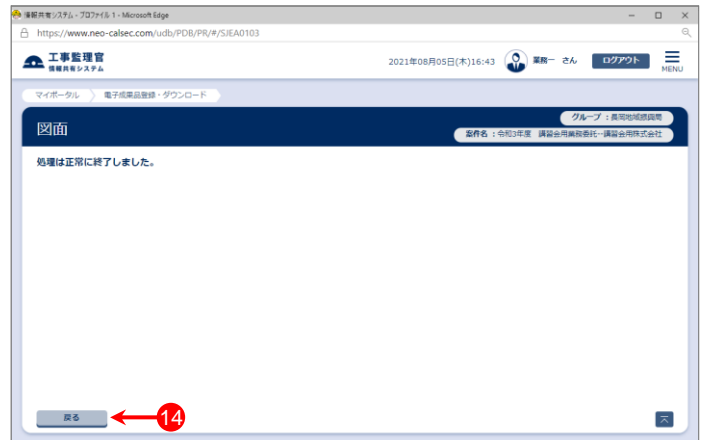 情報共有システム - プロファイル 1 - Microsoft Edge
https://www.neo-calsec.com/udb/PDB/PR/#/SJEA0103
工事監理官
情報共有システム
2021年08月05日(木)16:43
業務一 さん
ログアウト
MENU
マイポータル
電子成果品登録・ダウンロード
図面
グループ : 長岡地域振興局
案件名 : 令和3年度 講習会用業務委託--講習会用株式会社
処理は正常に終了しました。
戻る
14